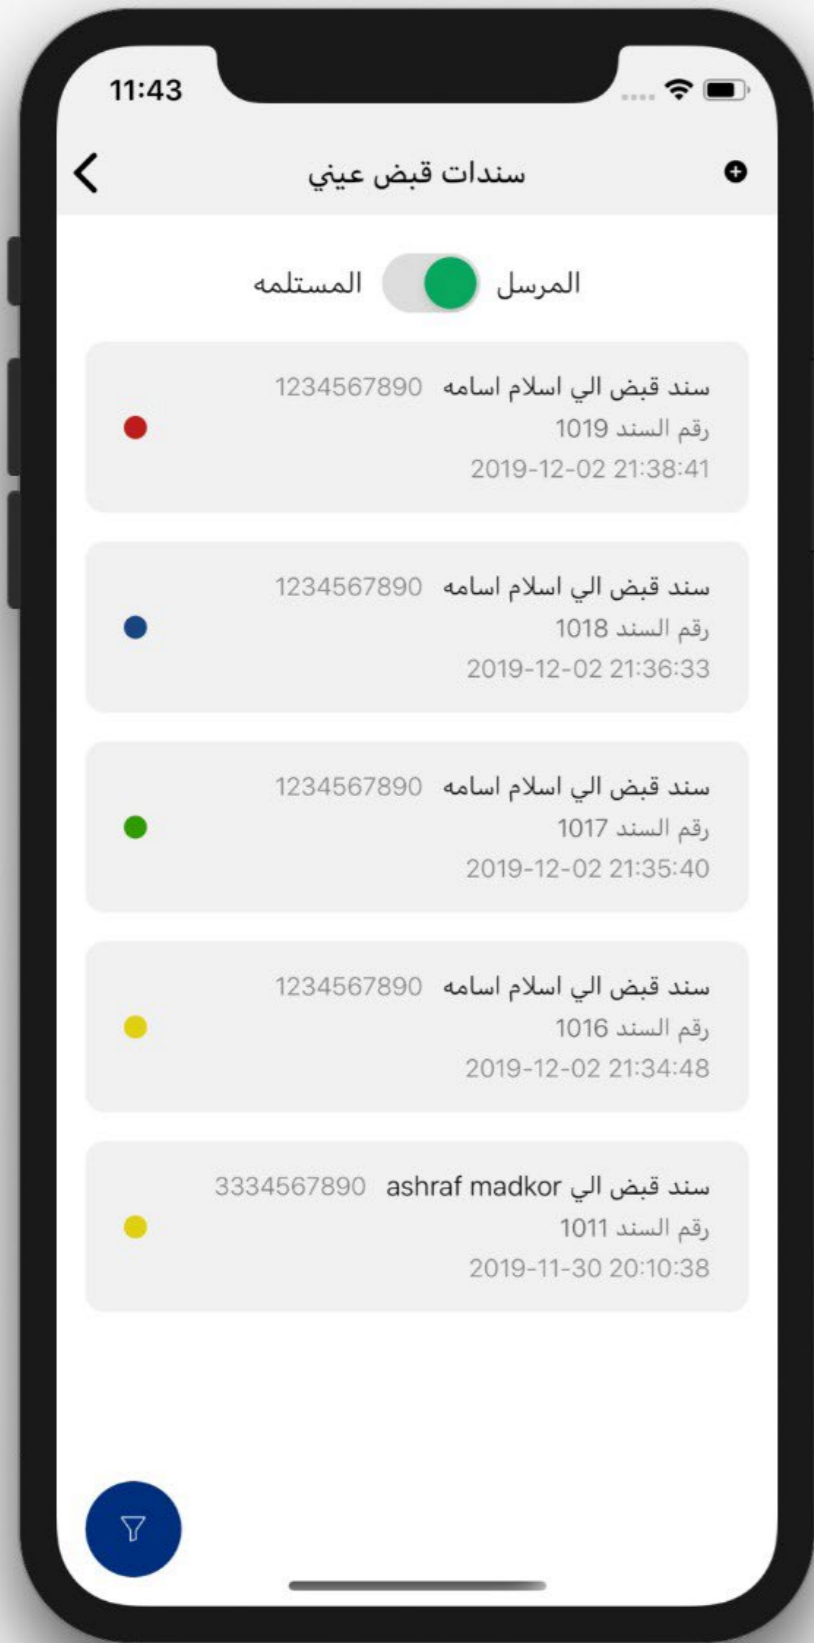 11:43
سندات قبض عيني
المرسل المستلمه
سند قبض الي اسلام اسامه 1234567890
رقم السند 1019
2019-12-02 21:38:41
سند قبض الي اسلام اسامه 1234567890
رقم السند 1018
2019-12-02 21:36:33
سند قبض الي اسلام اسامه 1234567890
رقم السند 1017
2019-12-02 21:35:40
سند قبض الي اسلام اسامه 1234567890
رقم السند 1016
2019-12-02 21:34:48
سند قبض الي ashraf madkor 3334567890
رقم السند 1011
2019-11-30 20:10:38